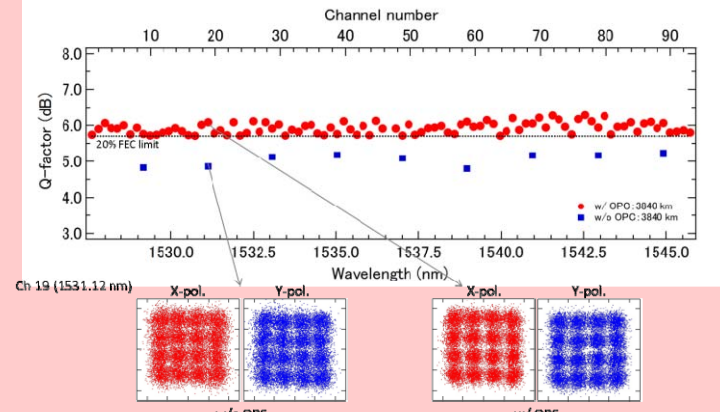 Channel number
10 20 30 40 50 60 70 80 90
8.0
7.0
6.0
5.0
4.0
3.0
Q-factor (dB)
20% FEC limit
w/ OPC: 3840 km
w/o OPC: 3840 km
1530.0 1532.5 1535.0 1537.5 1540.0 1542.5 1545.0
Wavelength (nm)
Ch 19 (1531.12 nm)
X-pol. Y-pol. X-pol. Y-pol.